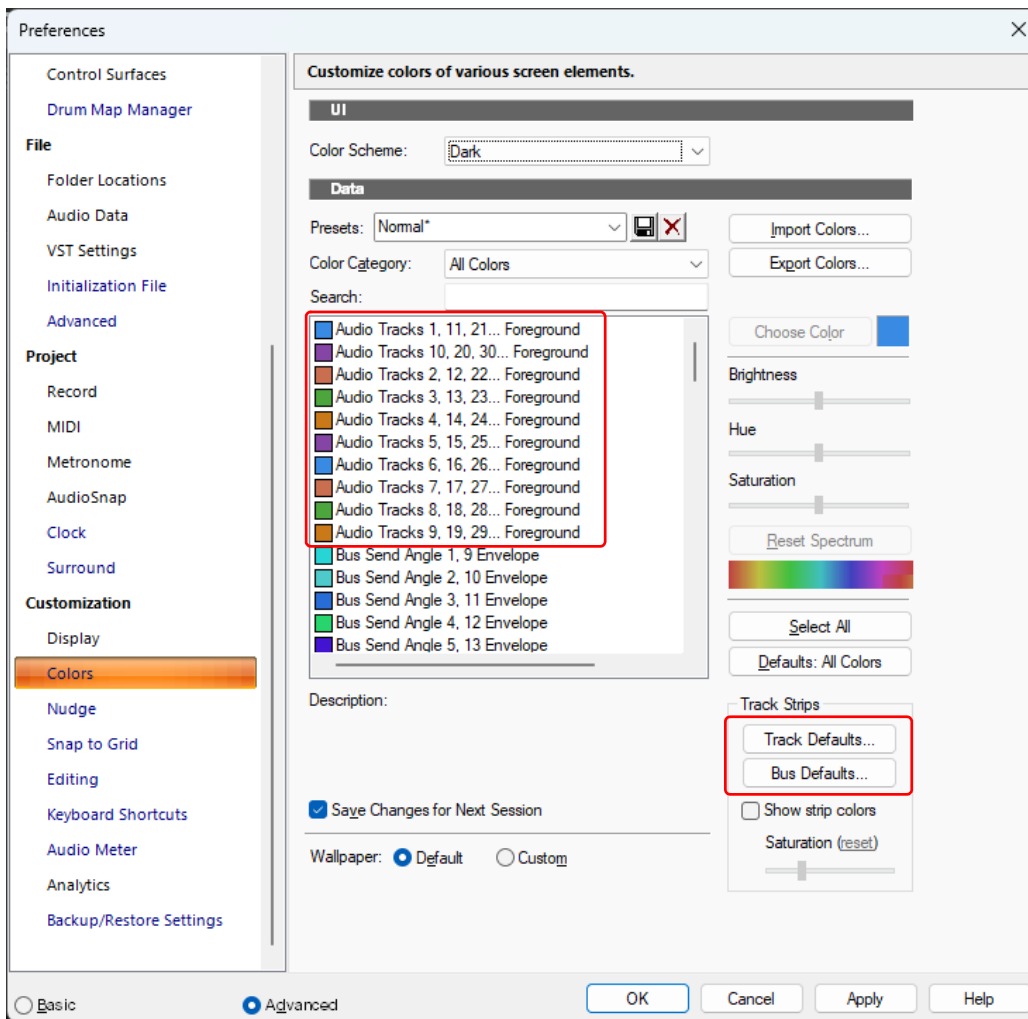 Preferences
Control Surfaces
Drum Map Manager
File
Folder Locations
Audio Data
VST Settings
Initialization File
Advanced
Project
Record
MIDI
Metronome
AudioSnap
Clock
Surround
Customization
Display
Colors
Nudge
Snap to Grid
Editing
Keyboard Shortcuts
Audio Meter
Analytics
Backup/Restore Settings
Basic
Advanced
Customize colors of various screen elements.
UI
Color Scheme: Dark
Data
Presets: Normal*
Color Category: All Colors
Search:
Audio Tracks 1, 11, 21... Foreground
Audio Tracks 10, 20, 30... Foreground
Audio Tracks 2, 12, 22... Foreground
Audio Tracks 3, 13, 23... Foreground
Audio Tracks 4, 14, 24... Foreground
Audio Tracks 5, 15, 25... Foreground
Audio Tracks 6, 16, 26... Foreground
Audio Tracks 7, 17, 27... Foreground
Audio Tracks 8, 18, 28... Foreground
Audio Tracks 9, 19, 29... Foreground
Bus Send Angle 1, 9 Envelope
Bus Send Angle 2, 10 Envelope
Bus Send Angle 3, 11 Envelope
Bus Send Angle 4, 12 Envelope
Bus Send Angle 5, 13 Envelope
Description:
Save Changes for Next Session
Wallpaper: Default Custom
Import Colors...
Export Colors...
Choose Color
Brightness
Hue
Saturation
Reset Spectrum
Select All
Defaults: All Colors
Track Strips
Track Defaults...
Bus Defaults...
Show strip colors
Saturation (reset)
OK
Cancel
Apply
Help